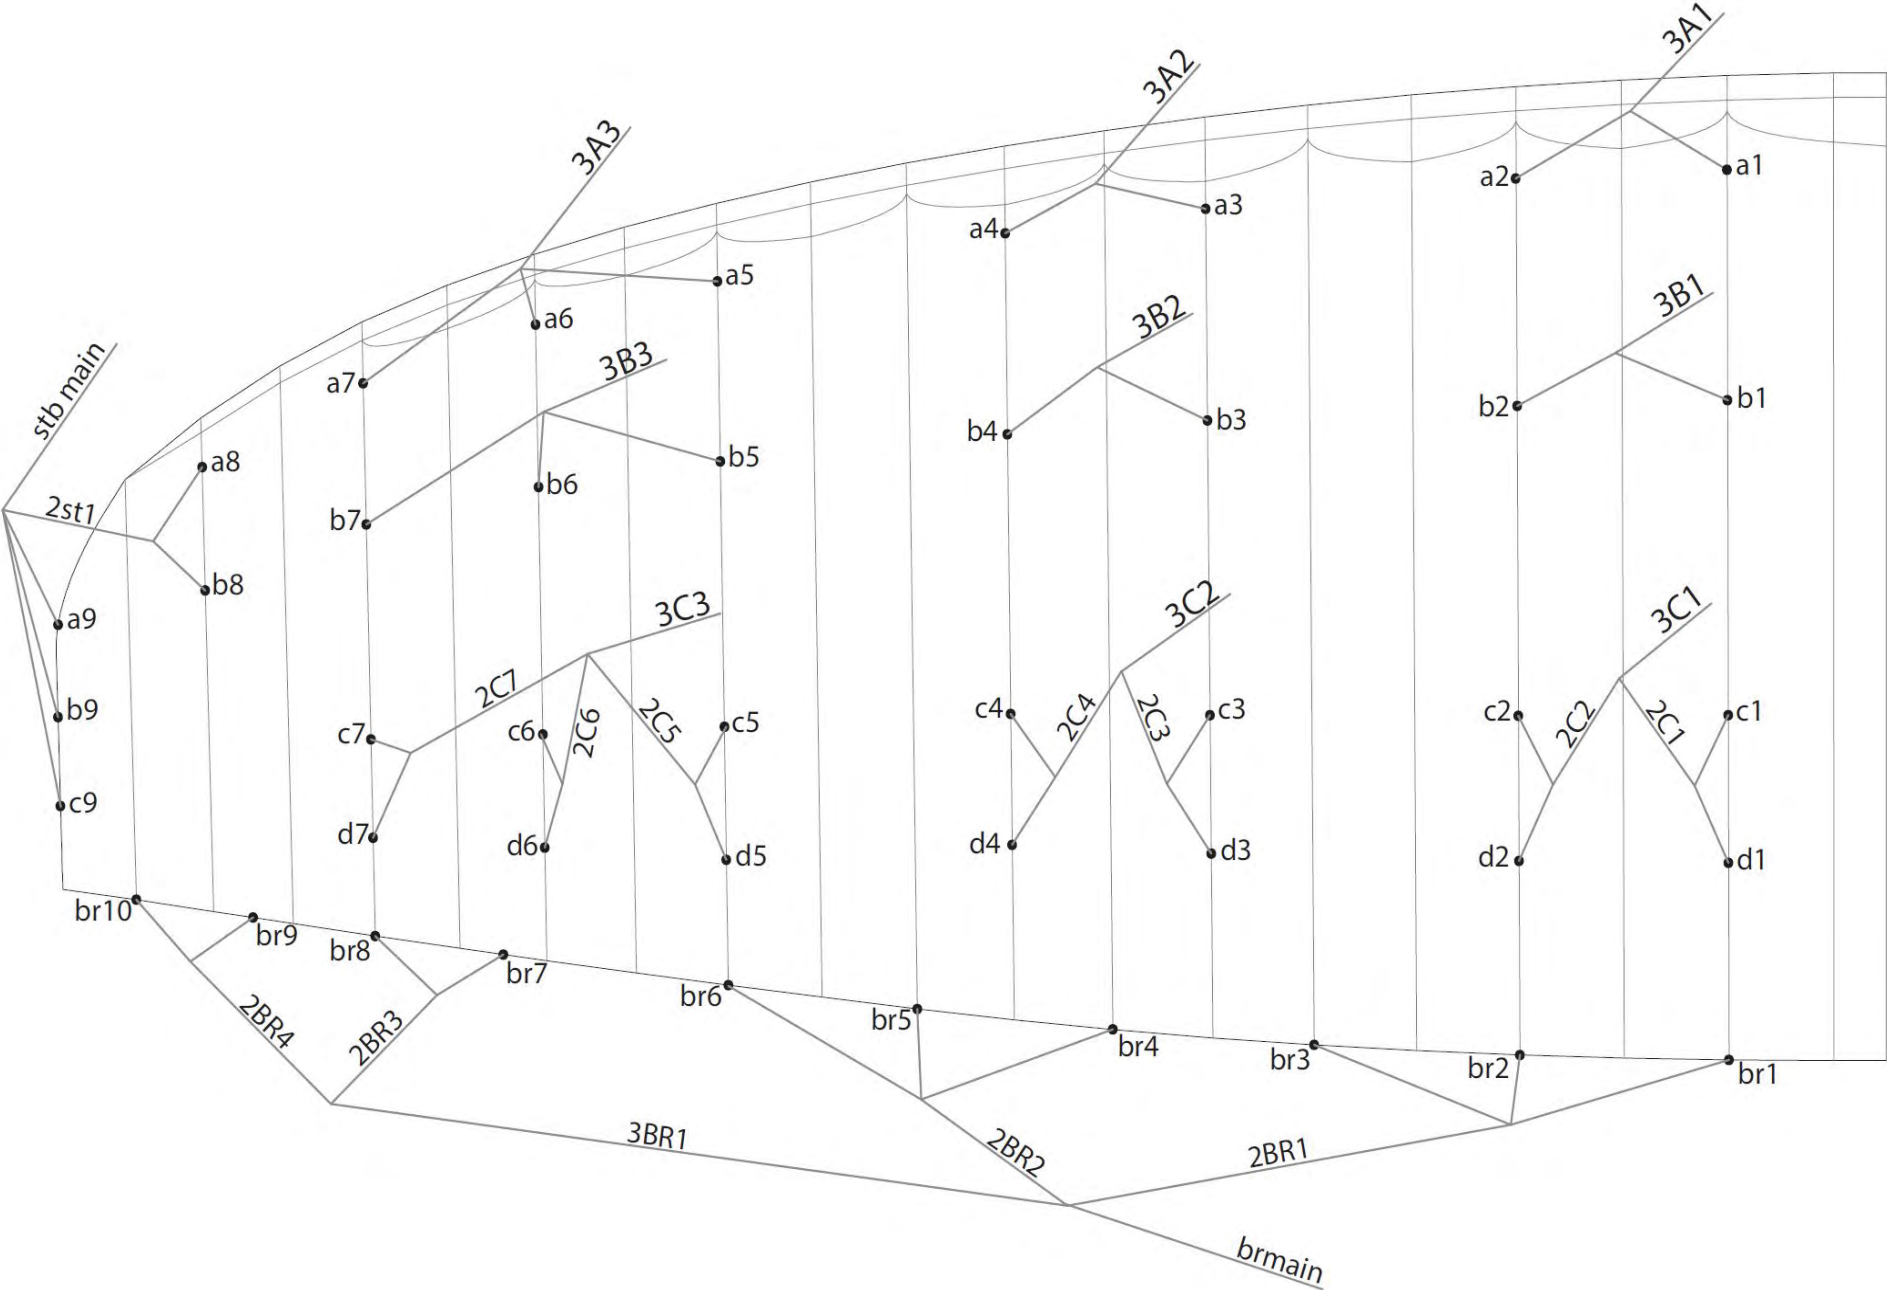 3A1
3A2
3A3
a1
a2
a3
a4
a5
a6
a7
3B1
3B2
3B3
stb main
b1
b2
b3
b4
b5
b6
b7
a8
2st1
b8
a9
b9
c9
3C1
3C2
3C3
2C7
2C6
2C5
2C4
2C3
2C2
2C1
c7
c6
c5
c4
c3
c2
c1
d7
d6
d5
d4
d3
d2
d1
br10
br9
br8
br7
br6
br5
br4
br3
br2
br1
2BR4
2BR3
3BR1
2BR2
2BR1
brmain